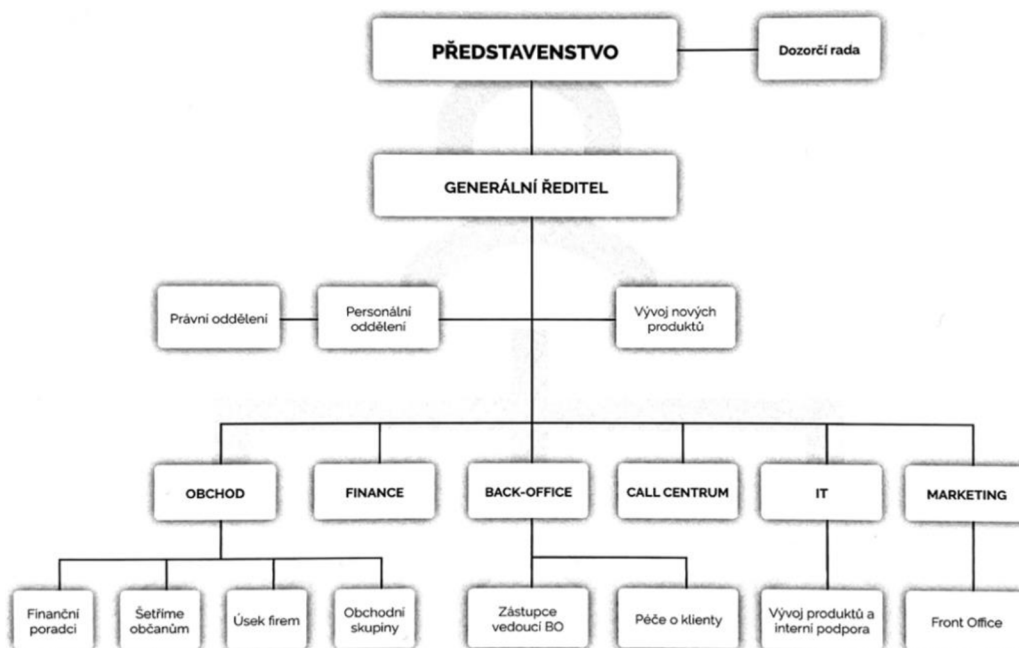 PŘEDSTAVENSTVO
Dozorčí rada
GENERÁLNÍ ŘEDITEL
Právní oddělení
Personální
oddělení
Vývoj nových
produktů
OBCHOD
FINANCE
BACK-OFFICE
CALL CENTRUM
IT
MARKETING
Finanční
poradci
Šetříme
občanům
Úsek firem
Obchodní
skupiny
Zástupce
vedoucí BO
Péče o klienty
Vývoj produktů a
interní podpora
Front Office